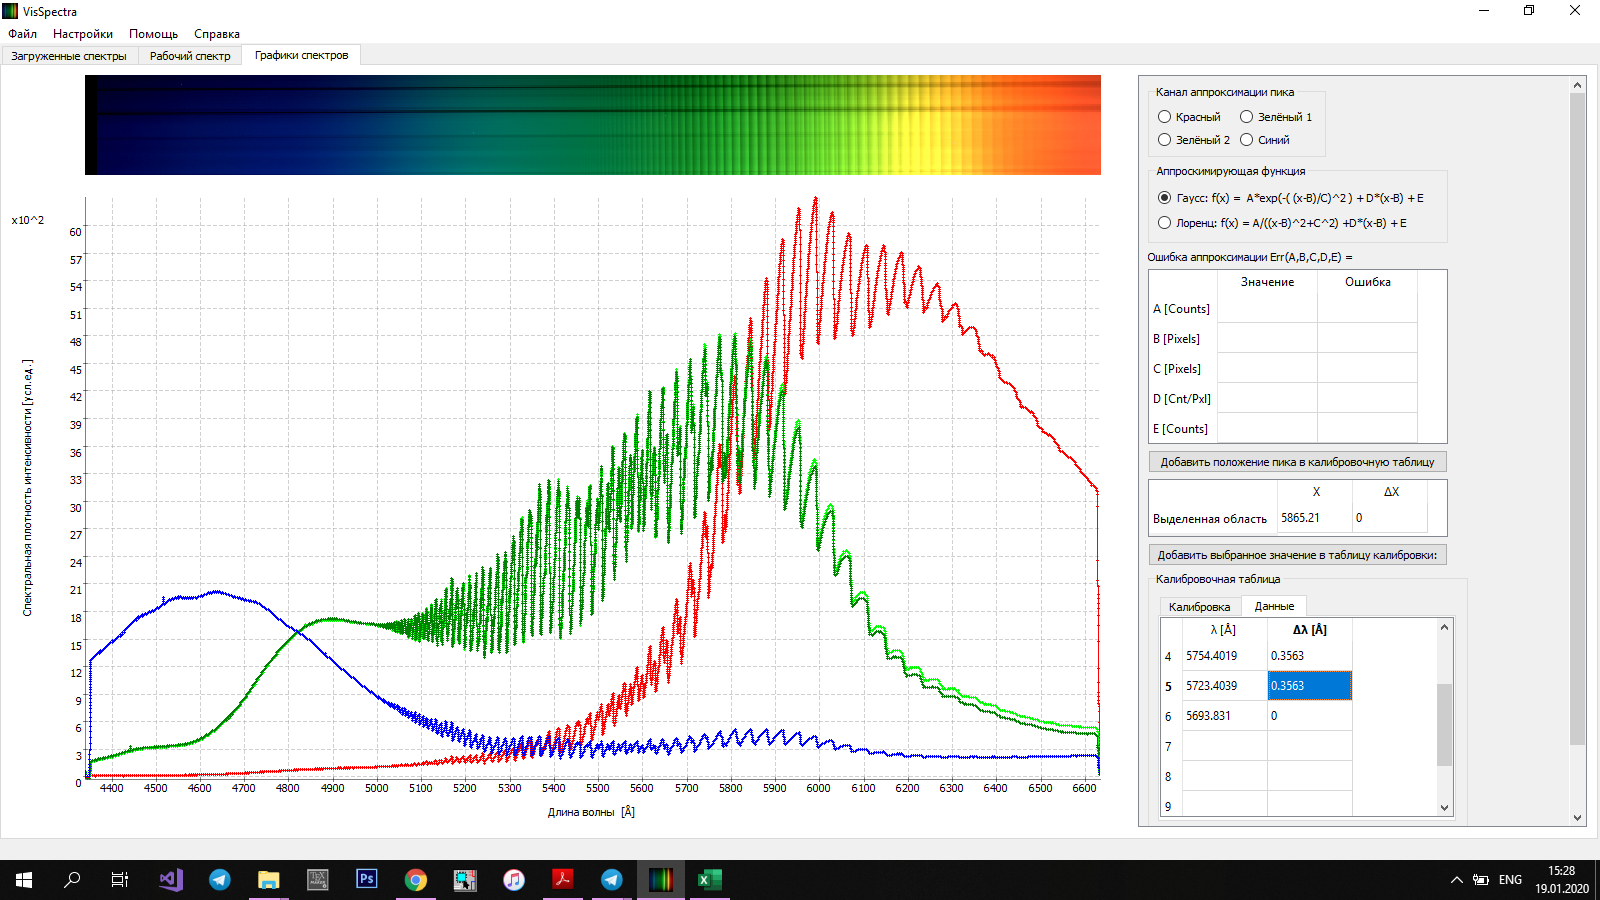 VisSpectra
Файл Настройки Помощь Справка
Загруженные спектры Рабочий спектр Графики спектров
x10^2
60
57
54
51
48
45
42
39
36
33
30
27
24
21
18
15
12
9
6
3
0
Спектральная плотность интенсивности [усл.ед.]
4400 4500 4600 4700 4800 4900 5000 5100 5200 5300 5400 5500 5600 5700 5800 5900 6000 6100 6200 6300 6400 6500 6600
Длина волны [Å]
Канал аппроксимации пика
Красный Зелёный 1
Зелёный 2 Синий
Аппроскимирующая функция
Гаусс: f(x) = A*exp(-( (x-B)/C)^2 ) + D*(x-B) + E
Лоренц: f(x) = A/((x-B)^2+C^2) +D*(x-B) + E
Ошибка аппроксимации Err(A,B,C,D,E) =
Значение Ошибка
A [Counts]
B [Pixels]
C [Pixels]
D [Cnt/Pxl]
E [Counts]
Добавить положение пика в калибровочную таблицу
X ΔX
Выделенная область 5865.21 0
Добавить выбранное значение в таблицу калибровки:
Калибровочная таблица
Калибровка Данные
λ [Å] Δλ [Å]
4 5754.4019 0.3563
5 5723.4039 0.3563
6 5693.831 0
7
8
9
Ps
ENG
15:28
19.01.2020